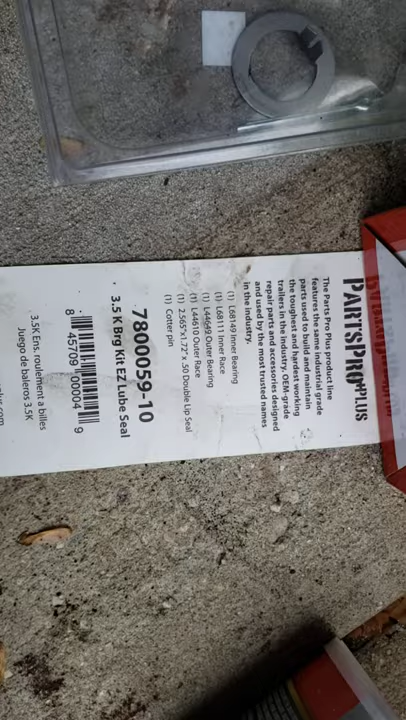 PARTSPRO PLUS
The Parts Pro Plus product line
features the same industrial grade
parts used to build and maintain
the toughest and hardest working
trailers in the industry. OEM-grade
repair parts and accessories designed
and used by the most trusted names
in the industry.
(1) L68149 Inner Bearing
(1) L68111 Inner Race
(1) L44649 Outer Bearing
(1) L44610 Outer Race
(1) 2.565"x1.72"x .50 Double Lip Seal
(1) Cotter pin
7800059-10
3.5 K Brg Kit EZ Lube Seal
8 45709 00004 9
3.5K Ens. roulement a billes
Juego de baleros 3.5K